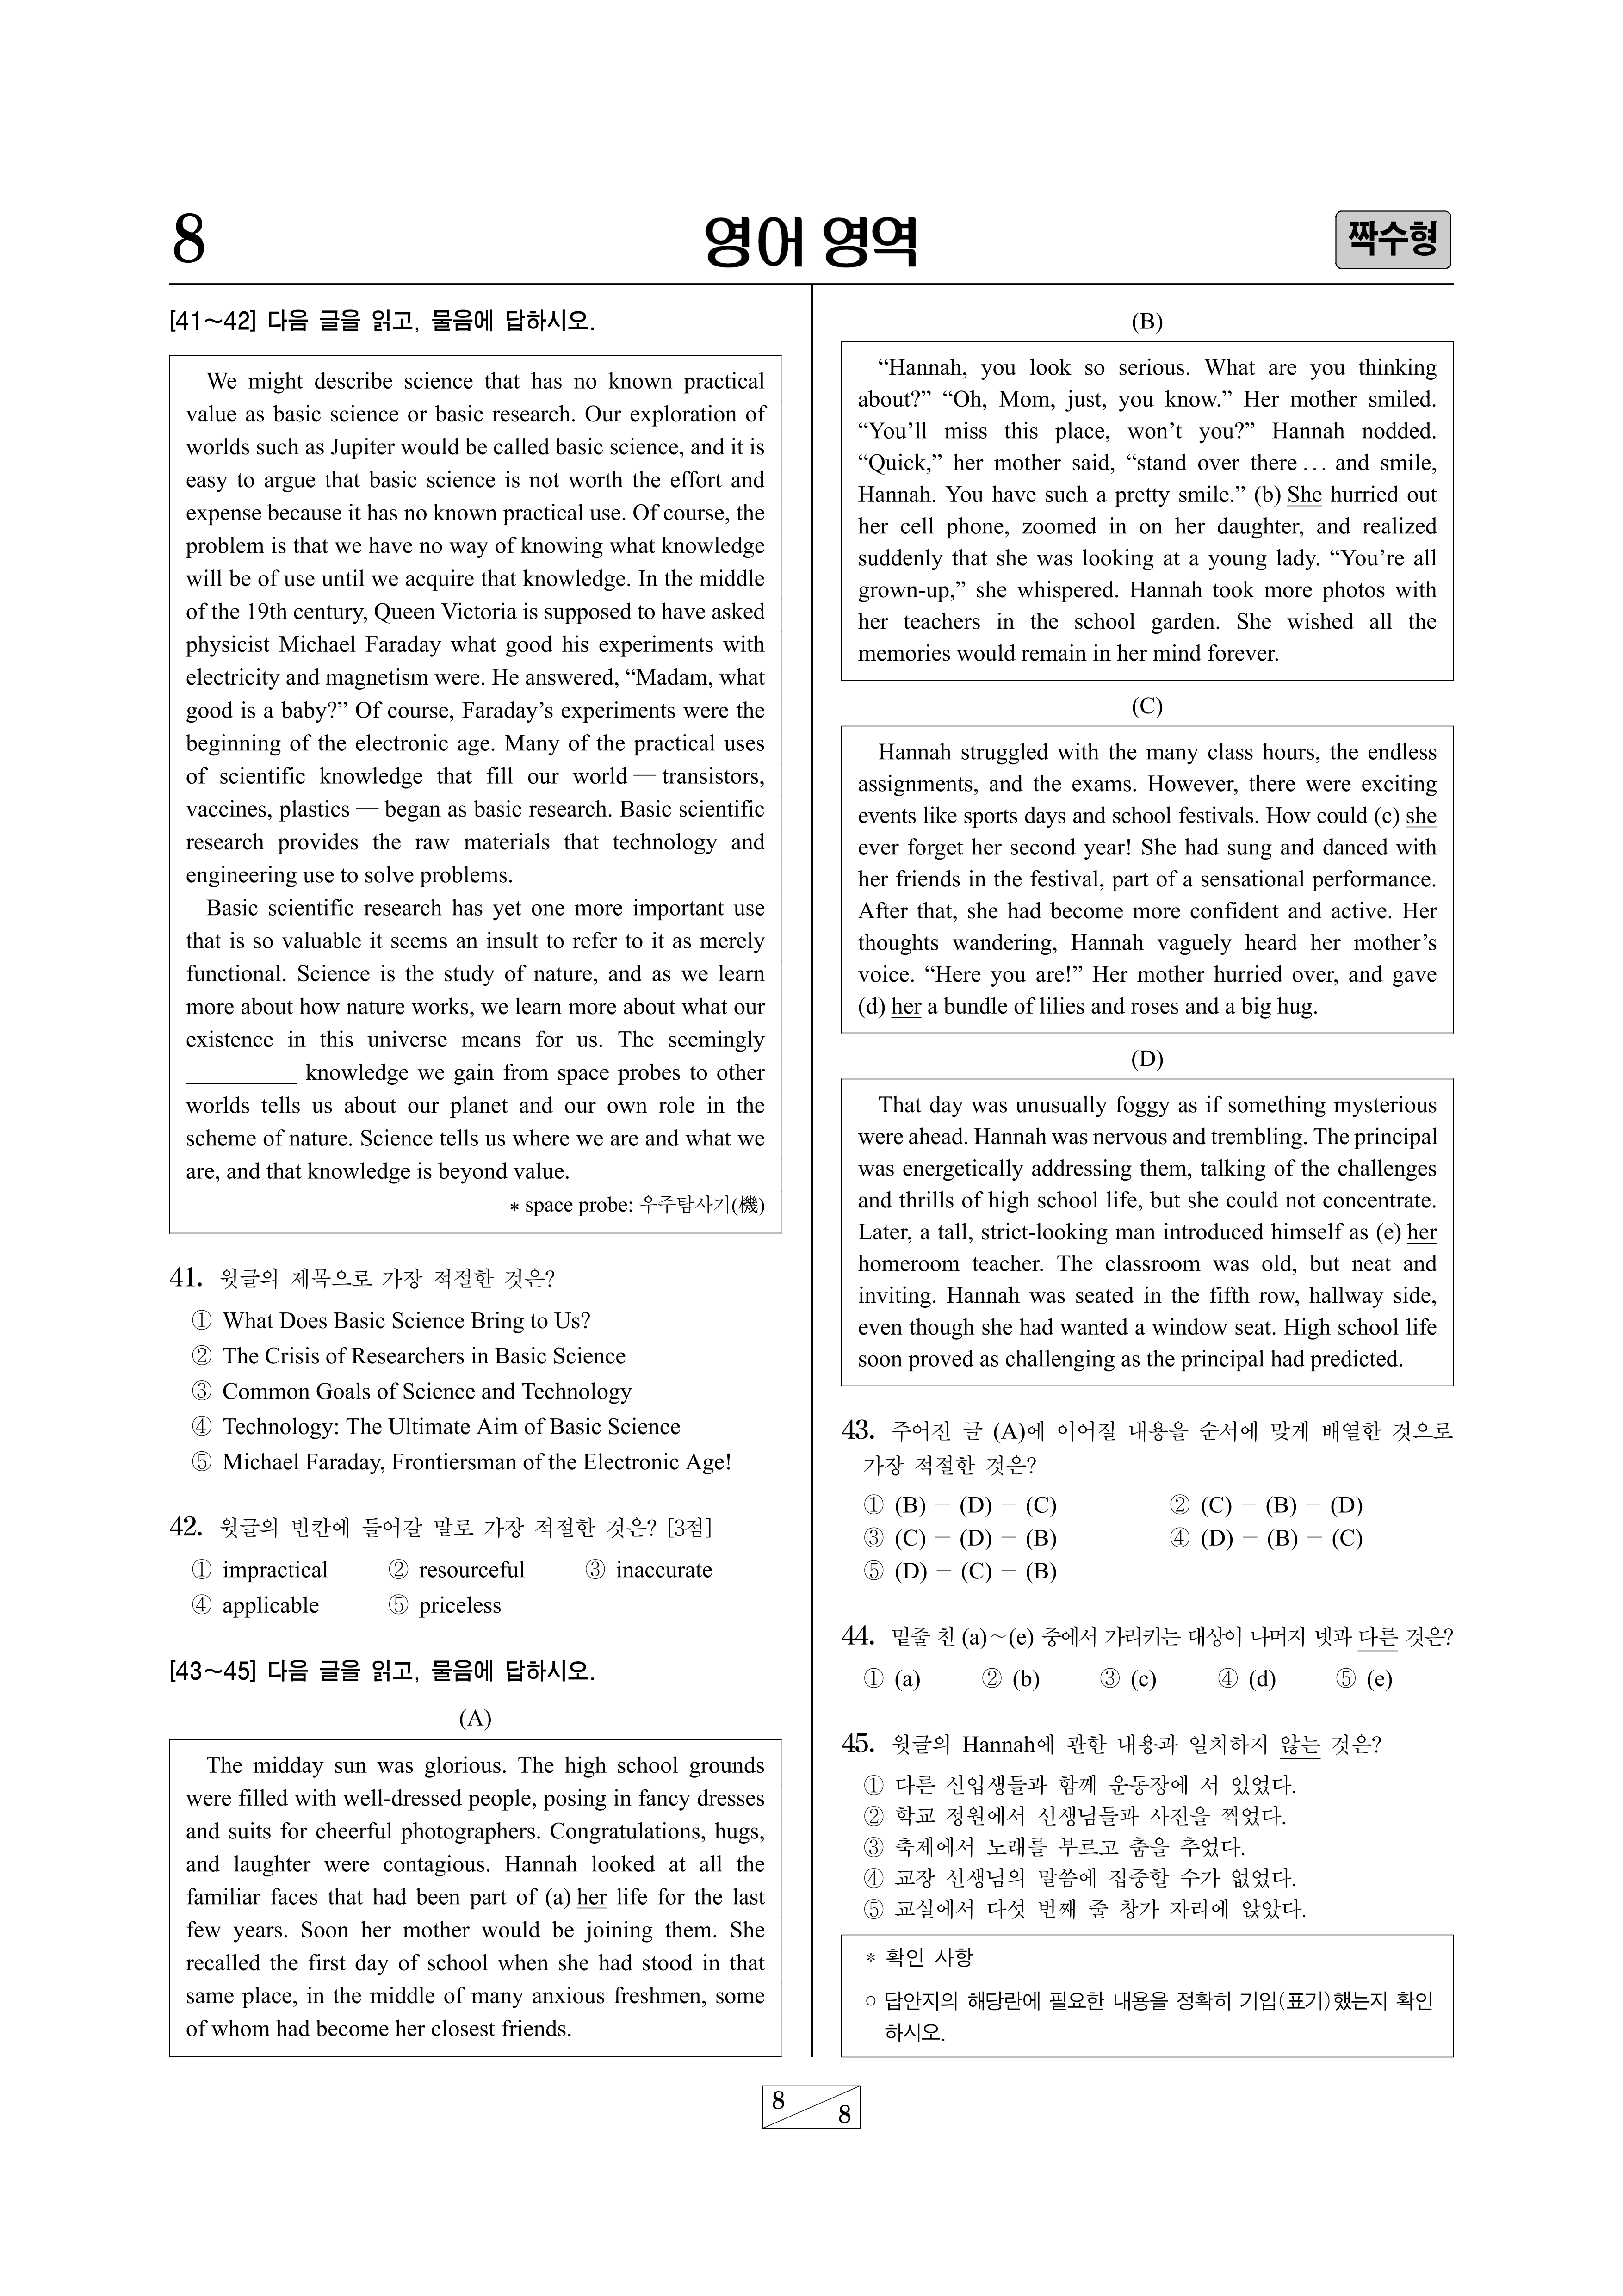 8
영어 영역
짝수형
[41~42] 다음 글을 읽고, 물음에 답하시오.
We might describe science that has no known practical
value as basic science or basic research. Our exploration of
worlds such as Jupiter would be called basic science, and it is
easy to argue that basic science is not worth the effort and
expense because it has no known practical use. Of course, the
problem is that we have no way of knowing what knowledge
will be of use until we acquire that knowledge. In the middle
of the 19th century, Queen Victoria is supposed to have asked
physicist Michael Faraday what good his experiments with
electricity and magnetism were. He answered, “Madam, what
good is a baby?” Of course, Faraday’s experiments were the
beginning of the electronic age. Many of the practical uses
of scientific knowledge that fill our world — transistors,
vaccines, plastics — began as basic research. Basic scientific
research provides the raw materials that technology and
engineering use to solve problems.
Basic scientific research has yet one more important use
that is so valuable it seems an insult to refer to it as merely
functional. Science is the study of nature, and as we learn
more about how nature works, we learn more about what our
existence in this universe means for us. The seemingly
_________ knowledge we gain from space probes to other
worlds tells us about our planet and our own role in the
scheme of nature. Science tells us where we are and what we
are, and that knowledge is beyond value.
* space probe: 우주탐사기(機)
41. 윗글의 제목으로 가장 적절한 것은?
① What Does Basic Science Bring to Us?
② The Crisis of Researchers in Basic Science
③ Common Goals of Science and Technology
④ Technology: The Ultimate Aim of Basic Science
⑤ Michael Faraday, Frontiersman of the Electronic Age!
42. 윗글의 빈칸에 들어갈 말로 가장 적절한 것은? [3점]
① impractical ② resourceful ③ inaccurate
④ applicable ⑤ priceless
[43~45] 다음 글을 읽고, 물음에 답하시오.
(A)
The midday sun was glorious. The high school grounds
were filled with well-dressed people, posing in fancy dresses
and suits for cheerful photographers. Congratulations, hugs,
and laughter were contagious. Hannah looked at all the
familiar faces that had been part of (a) her life for the last
few years. Soon her mother would be joining them. She
recalled the first day of school when she had stood in that
same place, in the middle of many anxious freshmen, some
of whom had become her closest friends.
(B)
“Hannah, you look so serious. What are you thinking
about?” “Oh, Mom, just, you know.” Her mother smiled.
“You’ll miss this place, won’t you?” Hannah nodded.
“Quick,” her mother said, “stand over there … and smile,
Hannah. You have such a pretty smile.” (b) She hurried out
her cell phone, zoomed in on her daughter, and realized
suddenly that she was looking at a young lady. “You’re all
grown-up,” she whispered. Hannah took more photos with
her teachers in the school garden. She wished all the
memories would remain in her mind forever.
(C)
Hannah struggled with the many class hours, the endless
assignments, and the exams. However, there were exciting
events like sports days and school festivals. How could (c) she
ever forget her second year! She had sung and danced with
her friends in the festival, part of a sensational performance.
After that, she had become more confident and active. Her
thoughts wandering, Hannah vaguely heard her mother’s
voice. “Here you are!” Her mother hurried over, and gave
(d) her a bundle of lilies and roses and a big hug.
(D)
That day was unusually foggy as if something mysterious
were ahead. Hannah was nervous and trembling. The principal
was energetically addressing them, talking of the challenges
and thrills of high school life, but she could not concentrate.
Later, a tall, strict-looking man introduced himself as (e) her
homeroom teacher. The classroom was old, but neat and
inviting. Hannah was seated in the fifth row, hallway side,
even though she had wanted a window seat. High school life
soon proved as challenging as the principal had predicted.
43. 주어진 글 (A)에 이어질 내용을 순서에 맞게 배열한 것으로
가장 적절한 것은?
① (B) － (D) － (C) ② (C) － (B) － (D)
③ (C) － (D) － (B) ④ (D) － (B) － (C)
⑤ (D) － (C) － (B)
44. 밑줄 친 (a)~(e) 중에서 가리키는 대상이 나머지 넷과 다른 것은?
① (a) ② (b) ③ (c) ④ (d) ⑤ (e)
45. 윗글의 Hannah에 관한 내용과 일치하지 않는 것은?
① 다른 신입생들과 함께 운동장에 서 있었다.
② 학교 정원에서 선생님들과 사진을 찍었다.
③ 축제에서 노래를 부르고 춤을 추었다.
④ 교장 선생님의 말씀에 집중할 수가 없었다.
⑤ 교실에서 다섯 번째 줄 창가 자리에 앉았다.
* 확인 사항
○ 답안지의 해당란에 필요한 내용을 정확히 기입(표기)했는지 확인
하시오.
8
8